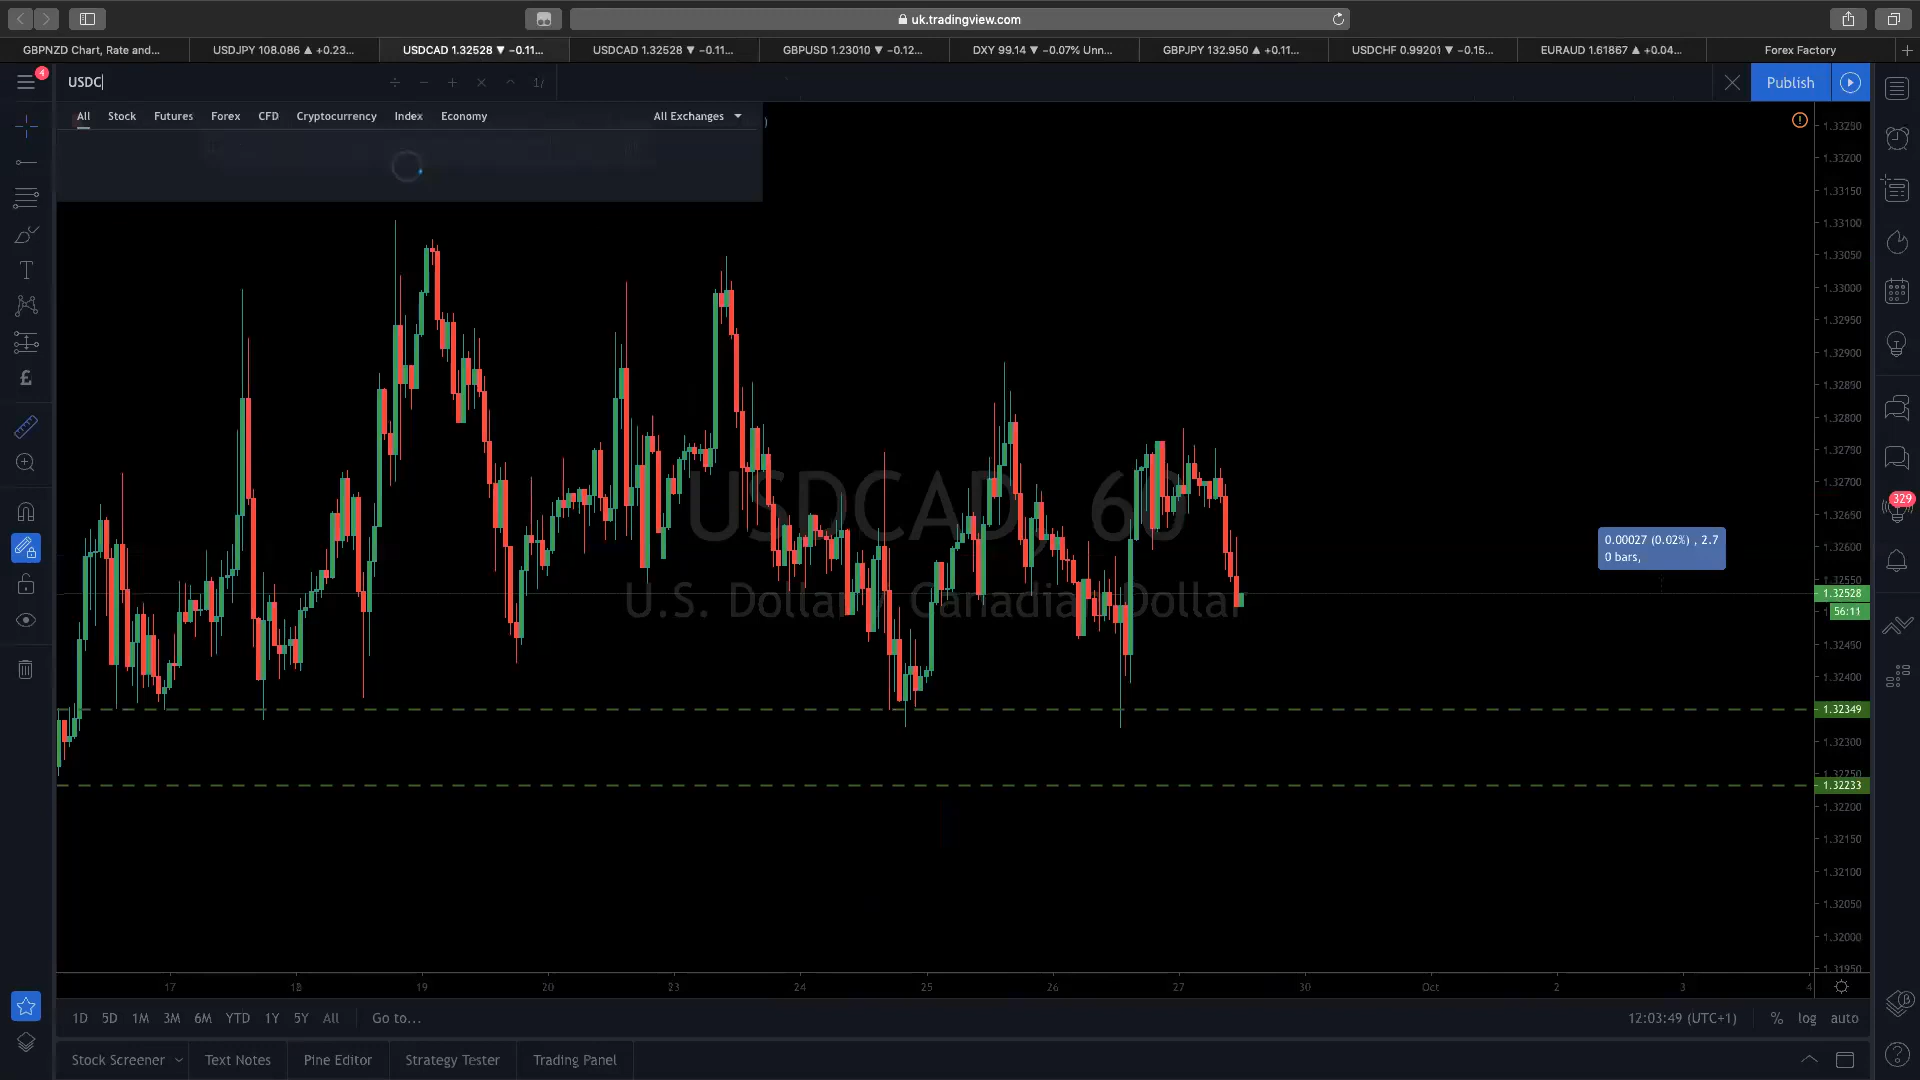 uk.tradingview.com
GBPNZD Chart, Rate and...
USDJPY 108.086 ▲ +0.23...
USDCAD 1.32528 ▼ −0.11...
USDCAD 1.32528 ▼ −0.11...
GBPUSD 1.23010 ▼ −0.12...
DXY 99.14 ▼ −0.07% Unn...
GBPJPY 132.950 ▲ +0.11...
USDCHF 0.99201 ▼ −0.15...
EURAUD 1.61867 ▲ +0.04...
Forex Factory
4
USDC
Publish
All Stock Futures Forex CFD Cryptocurrency Index Economy All Exchanges
USDCAD, 60
U.S. Dollar / Canadian Dollar
0.00027 (0.02%) , 2.7
0 bars,
1.33290
1.33200
1.33150
1.33100
1.33050
1.33000
1.32950
1.32900
1.32850
1.32800
1.32750
1.32700
1.32650
1.32600
1.32550
1.32528
56:11
1.32450
1.32400
1.32349
1.32300
1.32250
1.32233
1.32200
1.32150
1.32100
1.32050
1.32000
1.31950
329
17 18 19 20 23 24 25 26 27 30 Oct 2 3 4
1D 5D 1M 3M 6M YTD 1Y 5Y All Go to...
12:03:49 (UTC+1) % log auto
Stock Screener Text Notes Pine Editor Strategy Tester Trading Panel